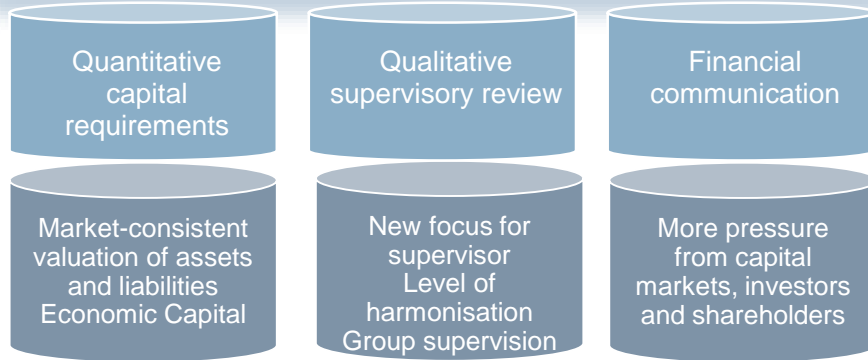 Quantitative
capital
requirements
Qualitative
supervisory review
Financial
communication
Market-consistent
valuation of assets
and liabilities
Economic Capital
New focus for
supervisor
Level of
harmonisation
Group supervision
More pressure
from capital
markets, investors
and shareholders